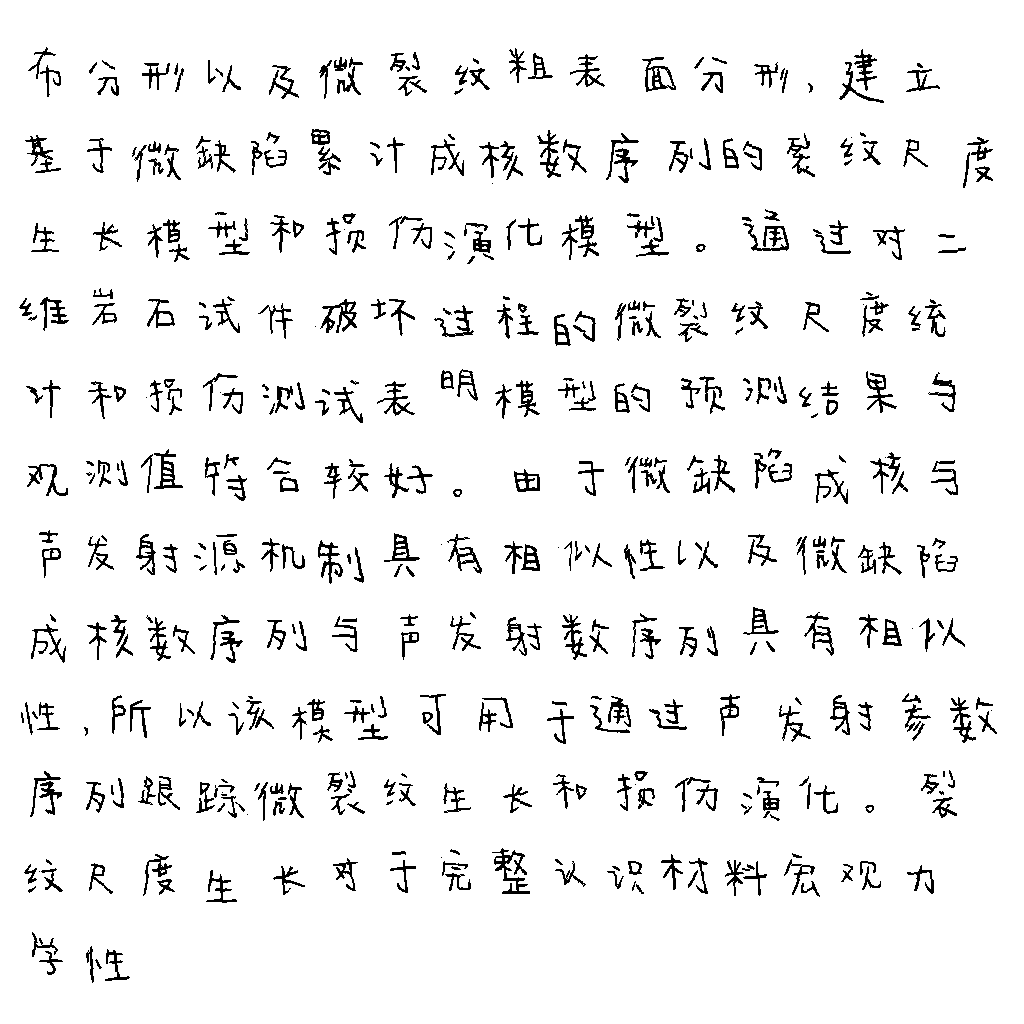 布分形以及微裂纹粗表面分形,建立
基于微缺陷累计成核数序列的裂纹尺度
生长模型和损伤演化模型。通过对二
维岩石试件破坏过程的微裂纹尺度统
计和损伤测试表明模型的预测结果与
观测值符合较好。由于微缺陷成核与
声发射源机制具有相似性以及微缺陷
成核数序列与声发射数序列具有相似
性,所以该模型可用于通过声发射参数
序列跟踪微裂纹生长和损伤演化。裂
纹尺度生长对于完整认识材料宏观力
学性